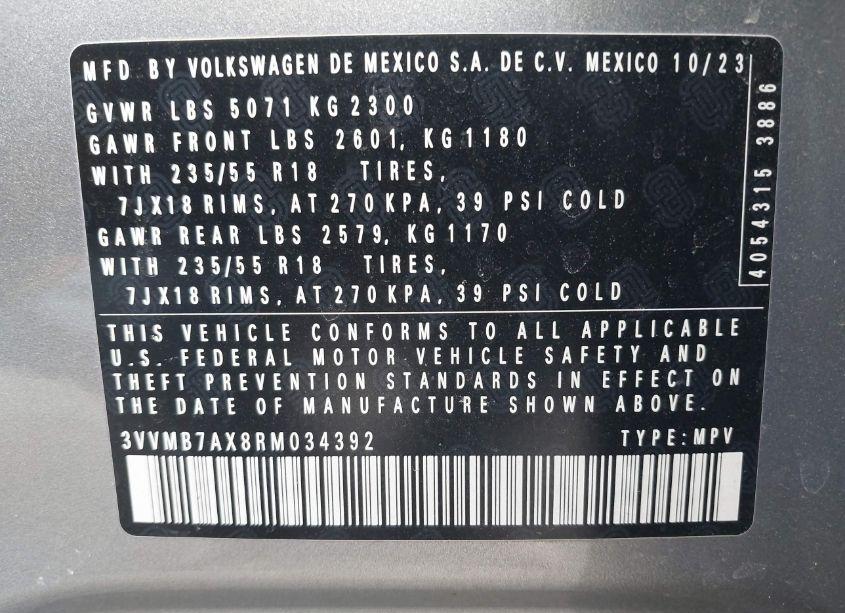 MFD BY VOLKSWAGEN DE MEXICO S.A. DE C.V. MEXICO 10/23
GVWR LBS 5071 KG 2300
GAWR FRONT LBS 2601, KG 1180
WITH 235/55 R18 TIRES,
7JX18 RIMS, AT 270 KPA, 39 PSI COLD
GAWR REAR LBS 2579, KG 1170
WITH 235/55 R18 TIRES,
7JX18 RIMS, AT 270 KPA, 39 PSI COLD
THIS VEHICLE CONFORMS TO ALL APPLICABLE
U.S. FEDERAL MOTOR VEHICLE SAFETY AND
THEFT PREVENTION STANDARDS IN EFFECT ON
THE DATE OF MANUFACTURE SHOWN ABOVE.
3VVMB7AX8RM034392 TYPE: MPV
4054315 3886